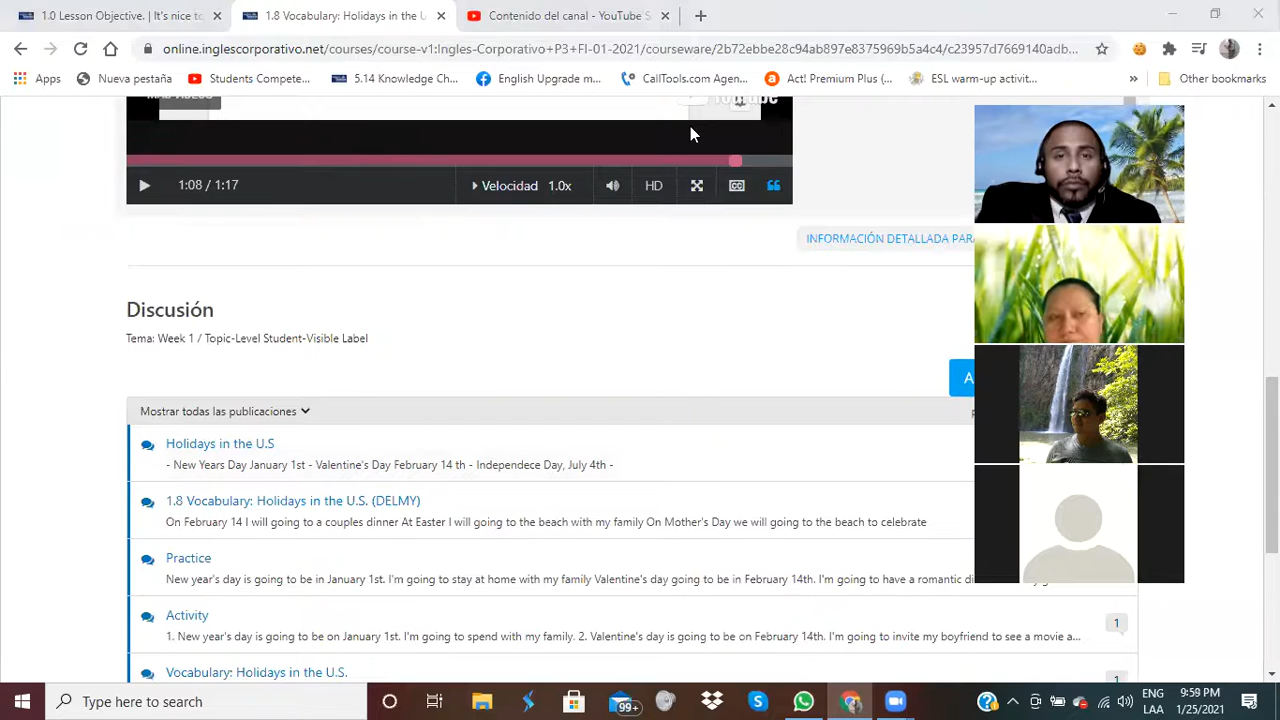 1.0 Lesson Objective. | It's nice to
1.8 Vocabulary: Holidays in the U
Contenido del canal - YouTube S
online.inglescorporativo.net/courses/course-v1:Ingles-Corporativo+P3+FI-01-2021/courseware/2b72ebbe28c94ab897e8375969b5a4c4/c23957d7669140adb...
Apps
Nueva pestaña
Students Compete...
5.14 Knowledge Ch...
English Upgrade m...
CallTools.com Agen...
Act! Premium Plus (...
ESL warm-up activit...
»
Other bookmarks
YouTube
1:08 / 1:17
Velocidad 1.0x
HD
INFORMACIÓN DETALLADA PARA
Discusión
Tema: Week 1 / Topic-Level Student-Visible Label
A
Mostrar todas las publicaciones
Holidays in the U.S
- New Years Day January 1st - Valentine's Day February 14 th - Independece Day, July 4th -
1.8 Vocabulary: Holidays in the U.S. (DELMY)
On February 14 I will going to a couples dinner At Easter I will going to the beach with my family On Mother's Day we will going to the beach to celebrate
Practice
New year's day is going to be in January 1st. I'm going to stay at home with my family Valentine's day going to be in February 14th. I'm going to have a romantic
Activity
1. New year's day is going to be on January 1st. I'm going to spend with my family. 2. Valentine's day is going to be on February 14th. I'm going to invite my boyfriend to see a movie a...
1
Vocabulary: Holidays in the U.S.
1
Type here to search
99+
ENG
LAA
9:59 PM
1/25/2021